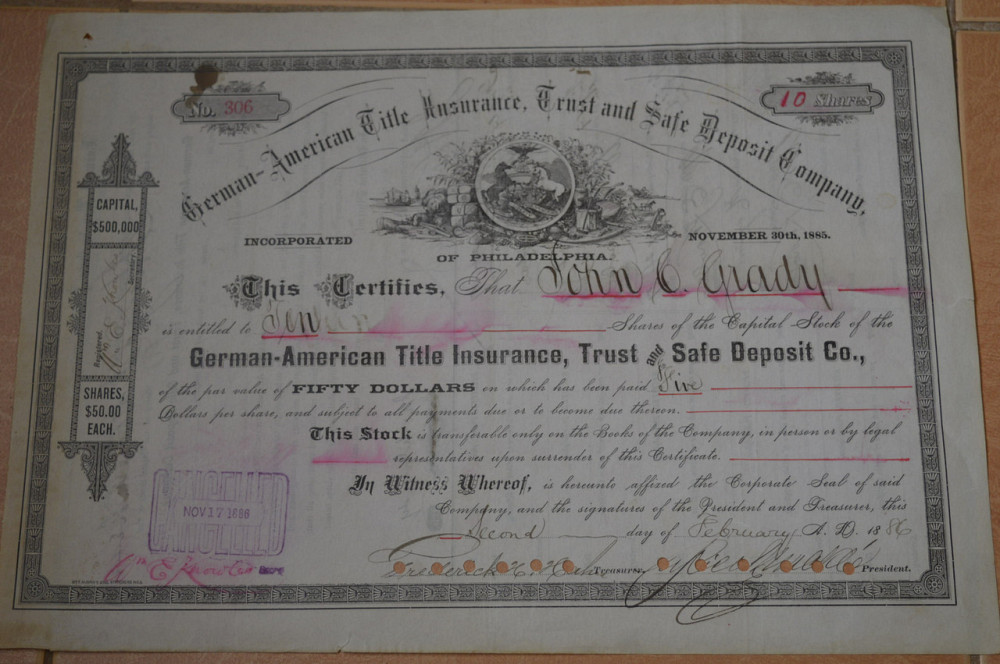 No. 306
10 Shares
German-American Title Insurance, Trust and Safe Deposit Company,
INCORPORATED
NOVEMBER 30th, 1885.
OF PHILADELPHIA.
CAPITAL,
$500,000
Registered
SHARES,
$50.00
EACH.
This Certifies, That John C. Grady
is entitled to Ten Shares of the Capital Stock of the
German-American Title Insurance, Trust and Safe Deposit Co.,
of the par value of FIFTY DOLLARS on which has been paid Five
Dollars per share, and subject to all payments due or to become due thereon.
This Stock is transferable only on the Books of the Company, in person or by legal
representatives upon surrender of this Certificate.
In Witness Whereof, is hereunto affixed the Corporate Seal of said
Company, and the signatures of the President and Treasurer, this
Second day of February A. D. 1886
CANCELLED
NOV 17 1886
CANCELLED
Treasurer.
President.